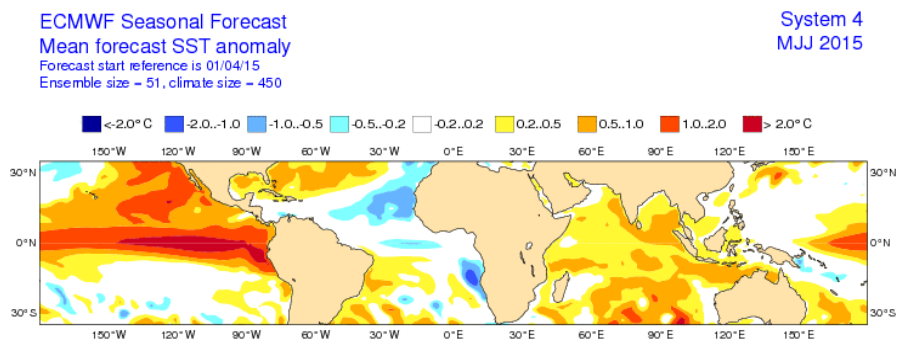 ECMWF Seasonal Forecast
Mean forecast SST anomaly
Forecast start reference is 01/04/15
Ensemble size = 51, climate size = 450
System 4
MJJ 2015
<-2.0°C -2.0..-1.0 -1.0..-0.5 -0.5..-0.2 -0.2..0.2 0.2..0.5 0.5..1.0 1.0..2.0 > 2.0°C
150°W 120°W 90°W 60°W 30°W 0°E 30°E 60°E 90°E 120°E 150°E
30°N 30°N
0°N 0°N
30°S 30°S
150°W 120°W 90°W 60°W 30°W 0°E 30°E 60°E 90°E 120°E 150°E